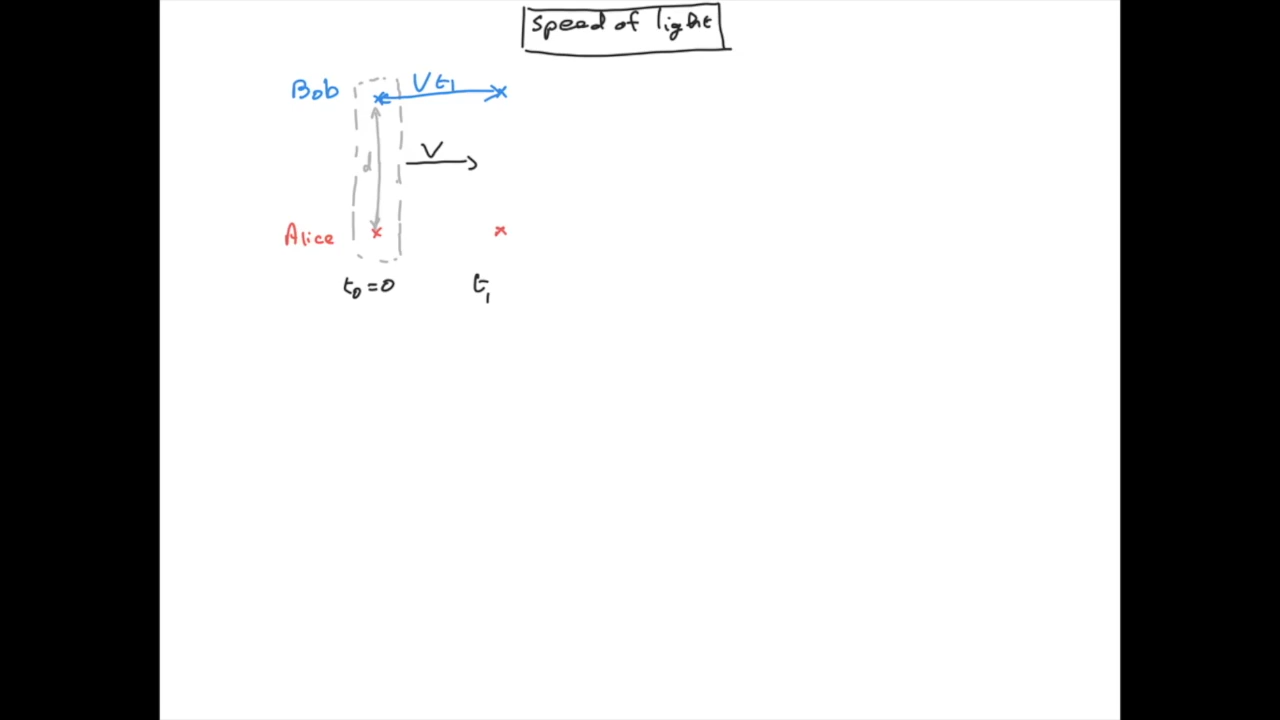 Speed of light
Bob
Vt₁
d
V
Alice
t₀ = 0
t₁